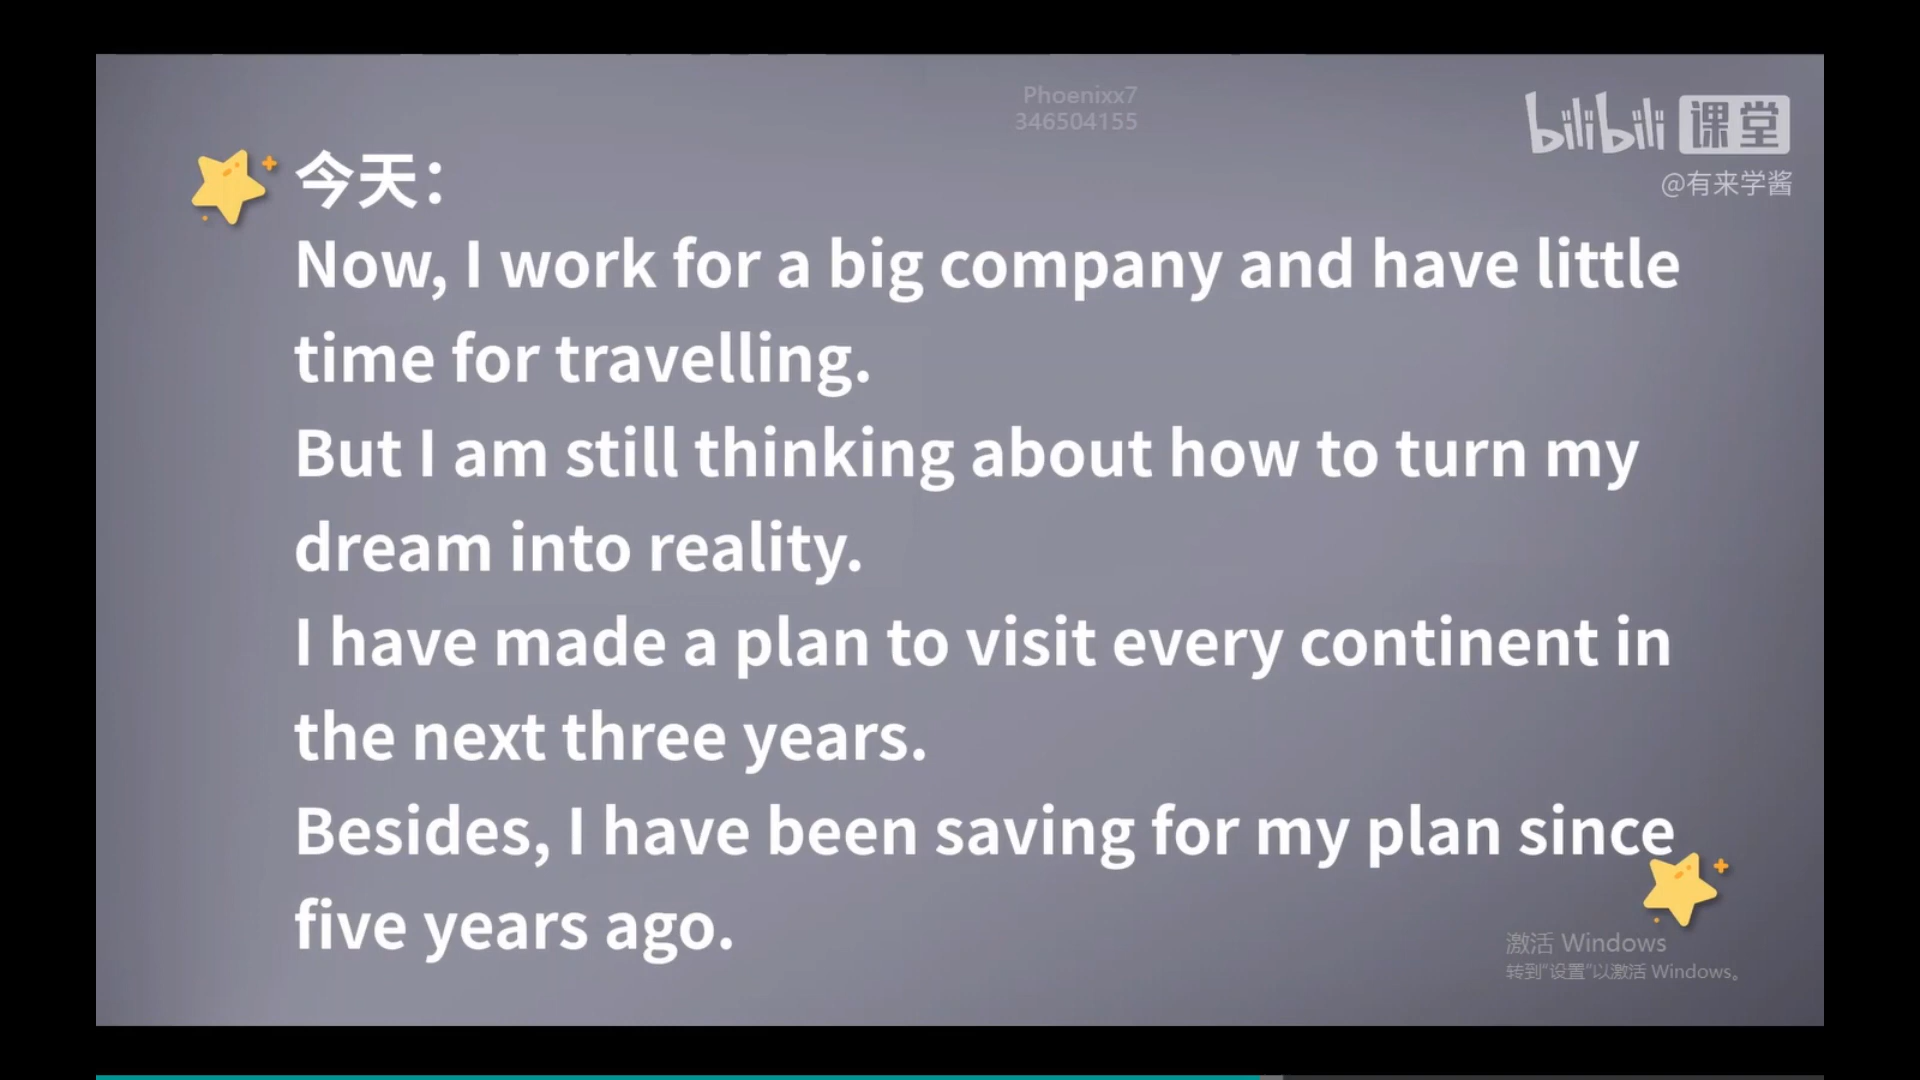 Phoenixx7
346504155
bilibili 课堂
@有来学酱
今天：
Now, I work for a big company and have little
time for travelling.
But I am still thinking about how to turn my
dream into reality.
I have made a plan to visit every continent in
the next three years.
Besides, I have been saving for my plan since
five years ago.
激活 Windows
转到“设置”以激活 Windows。